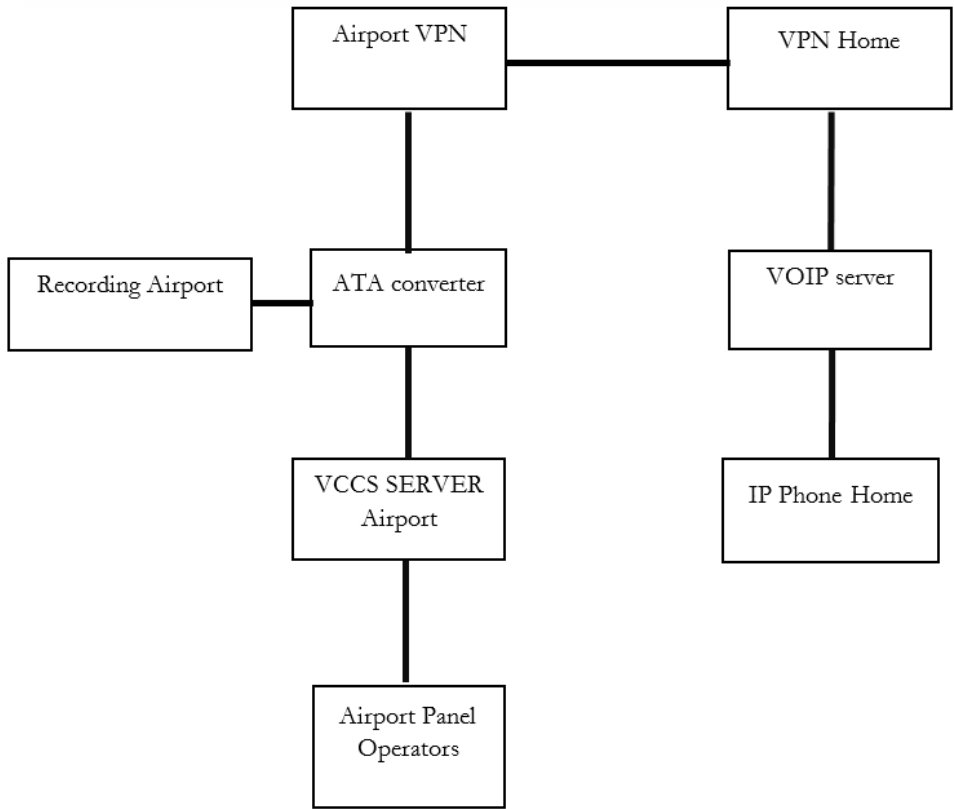 Airport VPN
VPN Home
Recording Airport
ATA converter
VOIP server
VCCS SERVER
Airport
IP Phone Home
Airport Panel
Operators